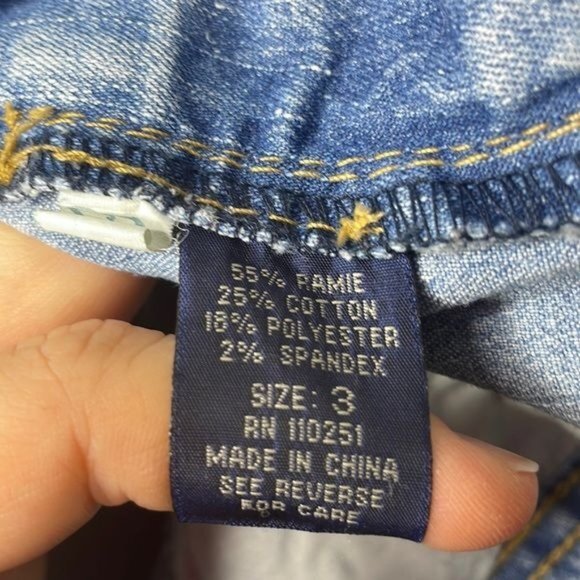 55% RAMIE
25% COTTON
18% POLYESTER
2% SPANDEX
SIZE: 3
RN 110251
MADE IN CHINA
SEE REVERSE
FOR CARE